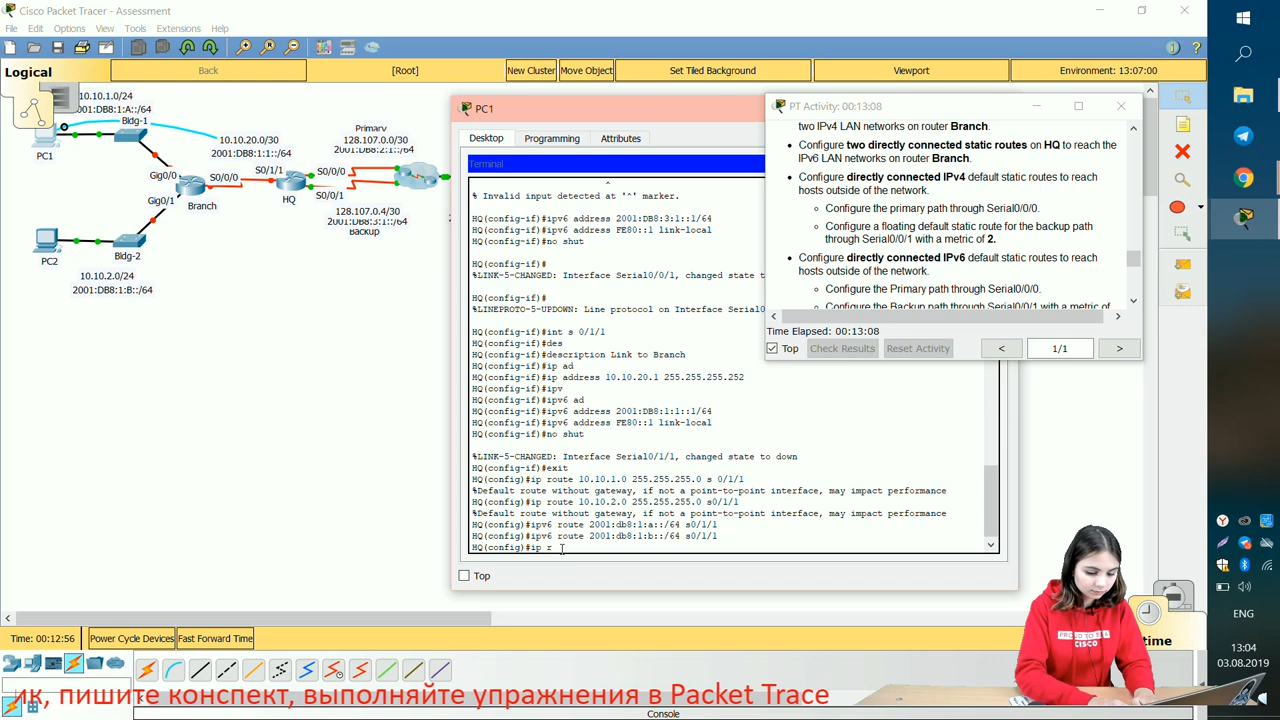 Cisco Packet Tracer - Assessment
File Edit Options View Tools Extensions Help
Logical Back [Root] New Cluster Move Object Set Tiled Background Viewport Environment: 13:07:00
10.10.1.0/24
2001:DB8:1:A::/64
Bldg-1
PC1
10.10.20.0/30
2001:DB8:1:1::/64
Primary
128.107.0.0/30
2001:DB8:2:1::/64
Gig0/0
S0/0/0
S0/1/1
S0/0/0
S0/0/1
Gig0/1
Branch
HQ
128.107.0.4/30
2001:DB8:3:1::/64
Backup
PC2
Bldg-2
10.10.2.0/24
2001:DB8:1:B::/64
PC1
Desktop Programming Attributes
Terminal
^
% Invalid input detected at '^' marker.
HQ(config-if)#ipv6 address 2001:DB8:3:1::1/64
HQ(config-if)#ipv6 address FE80::1 link-local
HQ(config-if)#no shut
HQ(config-if)#
%LINK-5-CHANGED: Interface Serial0/0/1, changed state t
HQ(config-if)#
%LINEPROTO-5-UPDOWN: Line protocol on Interface Serial0
HQ(config-if)#int s 0/1/1
HQ(config-if)#des
HQ(config-if)#description Link to Branch
HQ(config-if)#ip ad
HQ(config-if)#ip address 10.10.20.1 255.255.255.252
HQ(config-if)#ipv
HQ(config-if)#ipv6 ad
HQ(config-if)#ipv6 address 2001:DB8:1:1::1/64
HQ(config-if)#ipv6 address FE80::1 link-local
HQ(config-if)#no shut
%LINK-5-CHANGED: Interface Serial0/1/1, changed state to down
HQ(config-if)#exit
HQ(config)#ip route 10.10.1.0 255.255.255.0 s 0/1/1
%Default route without gateway, if not a point-to-point interface, may impact performance
HQ(config)#ip route 10.10.2.0 255.255.255.0 s0/1/1
%Default route without gateway, if not a point-to-point interface, may impact performance
HQ(config)#ipv6 route 2001:db8:1:a::/64 s0/1/1
HQ(config)#ipv6 route 2001:db8:1:b::/64 s0/1/1
HQ(config)#ip r
Top
PT Activity: 00:13:08
two IPv4 LAN networks on router Branch.
Configure two directly connected static routes on HQ to reach the
IPv6 LAN networks on router Branch.
Configure directly connected IPv4 default static routes to reach
hosts outside of the network.
Configure the primary path through Serial0/0/0.
Configure a floating default static route for the backup path
through Serial0/0/1 with a metric of 2.
Configure directly connected IPv6 default static routes to reach
hosts outside of the network.
Configure the Primary path through Serial0/0/0.
Configure the Backup path through Serial0/0/1 with a metric of
Time Elapsed: 00:13:08
Top Check Results Reset Activity < 1/1 >
Time: 00:12:56 Power Cycle Devices Fast Forward Time
ик, пишите конспект, выполняйте упражнения в Packet Trace
Console
CISCO
ENG
13:04
03.08.2019